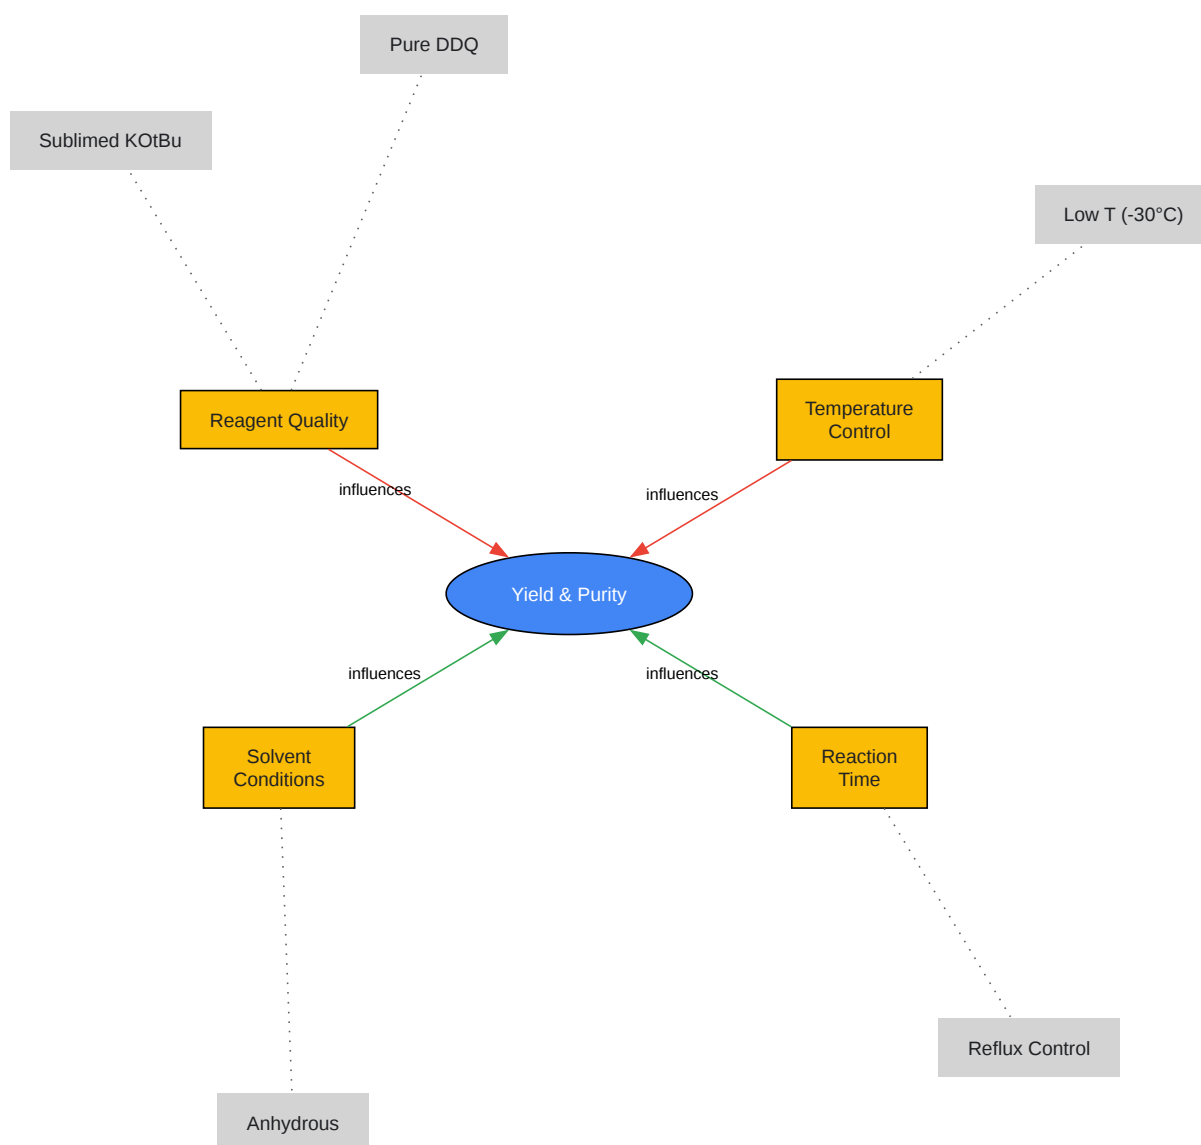 Pure DDQ
Sublimed KOtBu
Low T (-30°C)
Temperature
Control
Reagent Quality
influences
influences
Yield & Purity
influences
influences
Solvent
Conditions
Reaction
Time
Reflux Control
Anhydrous